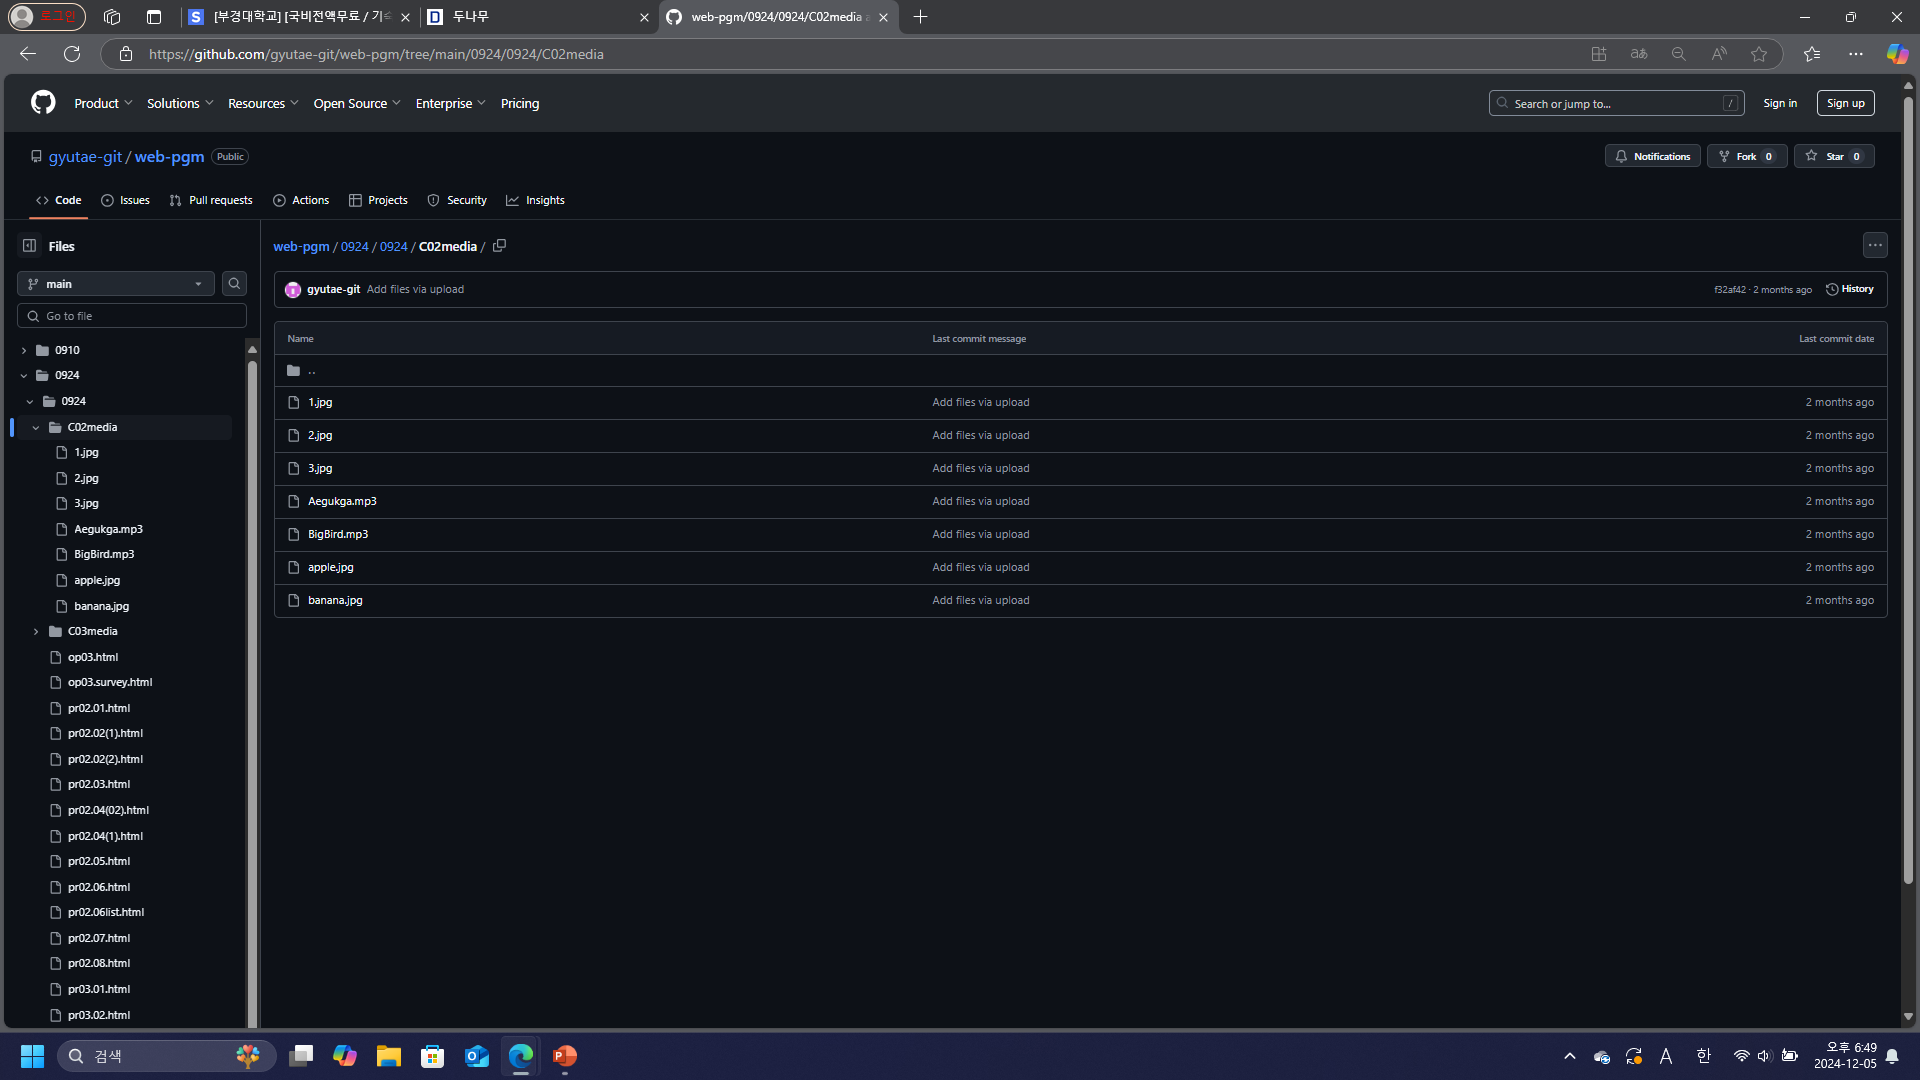 로그인
[부경대학교] [국비전액무료 / 기숙
두나무
web-pgm/0924/0924/C02media a
https://github.com/gyutae-git/web-pgm/tree/main/0924/0924/C02media
Product Solutions Resources Open Source Enterprise Pricing
Search or jump to... /
Sign in
Sign up
gyutae-git / web-pgm Public
Notifications Fork 0 Star 0
Code Issues Pull requests Actions Projects Security Insights
Files
main
Go to file
0910
0924
0924
C02media
1.jpg
2.jpg
3.jpg
Aegukga.mp3
BigBird.mp3
apple.jpg
banana.jpg
C03media
op03.html
op03.survey.html
pr02.01.html
pr02.02(1).html
pr02.02(2).html
pr02.03.html
pr02.04(02).html
pr02.04(1).html
pr02.05.html
pr02.06.html
pr02.06list.html
pr02.07.html
pr02.08.html
pr03.01.html
pr03.02.html
web-pgm / 0924 / 0924 / C02media /
gyutae-git Add files via upload f32af42 · 2 months ago History
Name Last commit message Last commit date
..
1.jpg Add files via upload 2 months ago
2.jpg Add files via upload 2 months ago
3.jpg Add files via upload 2 months ago
Aegukga.mp3 Add files via upload 2 months ago
BigBird.mp3 Add files via upload 2 months ago
apple.jpg Add files via upload 2 months ago
banana.jpg Add files via upload 2 months ago
검색
A 한
오후 6:49
2024-12-05